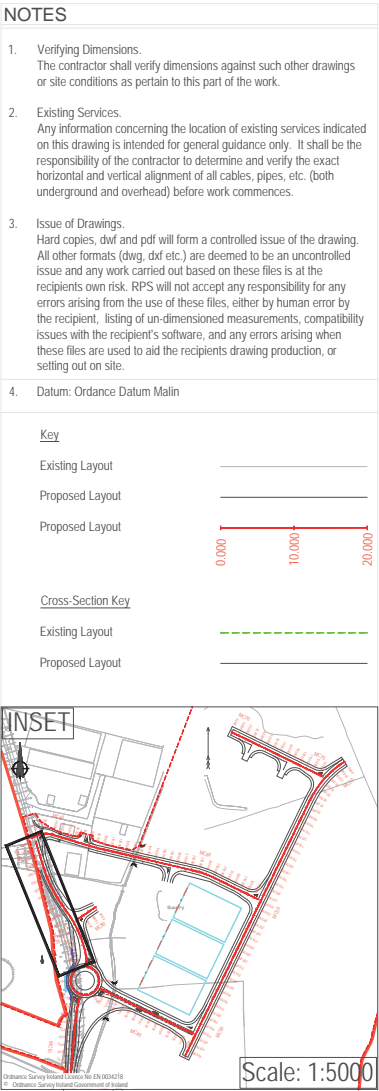 NOTES
1. Verifying Dimensions.
The contractor shall verify dimensions against such other drawings
or site conditions as pertain to this part of the work.
2. Existing Services.
Any information concerning the location of existing services indicated
on this drawing is intended for general guidance only. It shall be the
responsibility of the contractor to determine and verify the exact
horizontal and vertical alignment of all cables, pipes, etc. (both
underground and overhead) before work commences.
3. Issue of Drawings.
Hard copies, dwf and pdf will form a controlled issue of the drawing.
All other formats (dwg, dxf etc.) are deemed to be an uncontrolled
issue and any work carried out based on these files is at the
recipients own risk. RPS will not accept any responsibility for any
errors arising from the use of these files, either by human error by
the recipient, listing of un-dimensioned measurements, compatibility
issues with the recipient's software, and any errors arising when
these files are used to aid the recipients drawing production, or
setting out on site.
4. Datum: Ordance Datum Malin
Key
Existing Layout
Proposed Layout
Proposed Layout
0.000
10.000
20.000
Cross-Section Key
Existing Layout
Proposed Layout
INSET
Ordnance Survey Ireland Licence No EN 0034218
© Ordnance Survey Ireland Government of Ireland
Scale: 1:5000